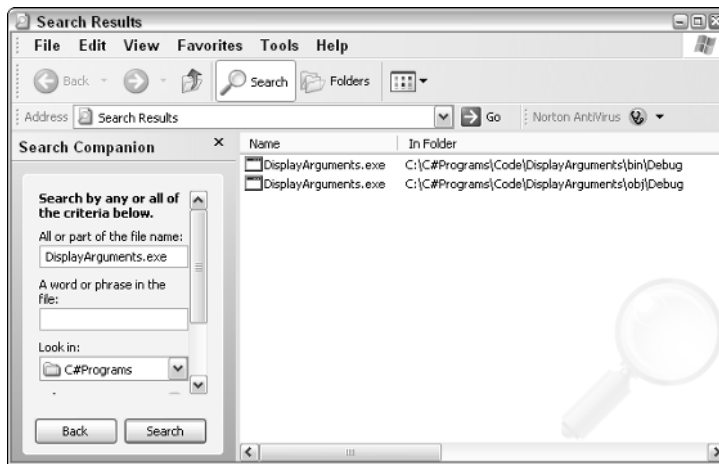 Search Results
File Edit View Favorites Tools Help
Back Search Folders
Address Search Results Go Norton AntiVirus
Search Companion x
Name In Folder
DisplayArguments.exe C:\C#Programs\Code\DisplayArguments\bin\Debug
DisplayArguments.exe C:\C#Programs\Code\DisplayArguments\obj\Debug
Search by any or all of
the criteria below.
All or part of the file name:
DisplayArguments.exe
A word or phrase in the
file:
Look in:
C#Programs
Back Search